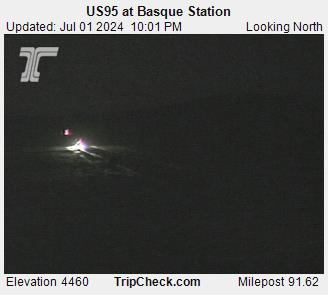 US95 at Basque Station
Updated: Jul 01 2024 10:01 PM Looking North
Elevation 4460 TripCheck.com Milepost 91.62